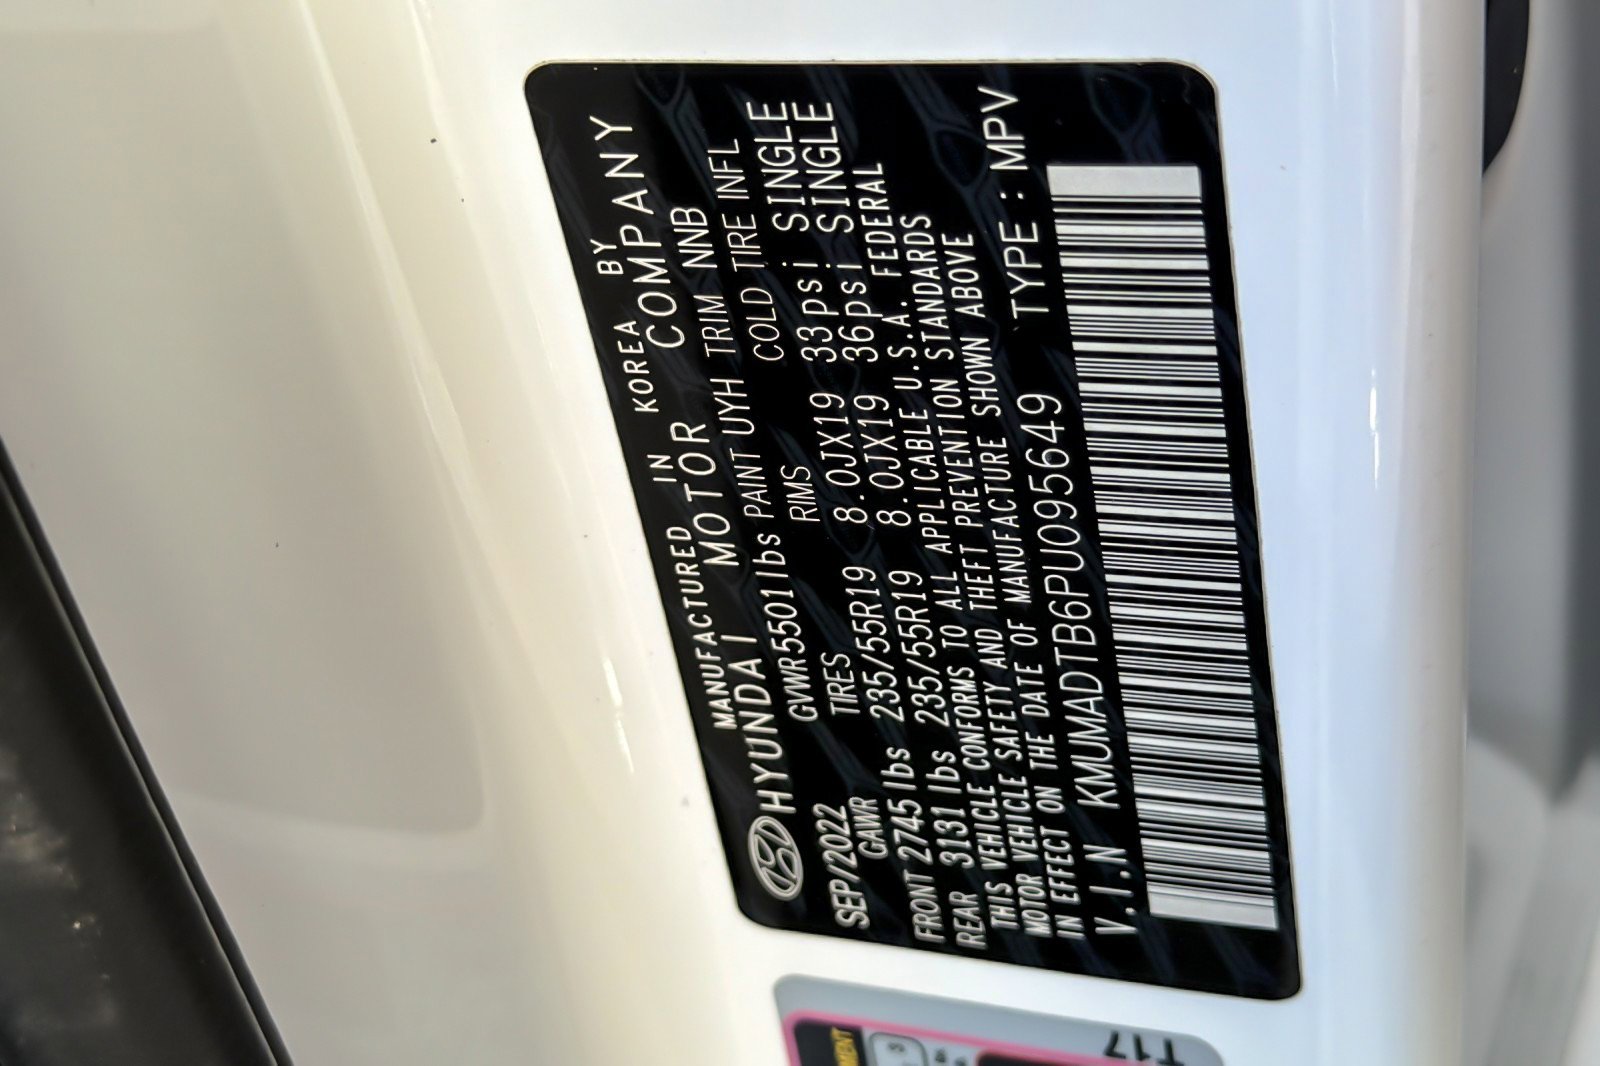 MANUFACTURED IN KOREA BY
HYUNDAI MOTOR COMPANY
SEP/2022 GVWR5501lbs PAINT UYH TRIM NNB
GAWR TIRES RIMS COLD TIRE INFL
FRONT 2745lbs 235/55R19 8.0JX19 33psi SINGLE
REAR 3131lbs 235/55R19 8.0JX19 36psi SINGLE
THIS VEHICLE CONFORMS TO ALL APPLICABLE U.S.A. FEDERAL
MOTOR VEHICLE SAFETY AND THEFT PREVENTION STANDARDS
IN EFFECT ON THE DATE OF MANUFACTURE SHOWN ABOVE
V.I.N KMUMADTB6PU095649 TYPE : MPV
T17